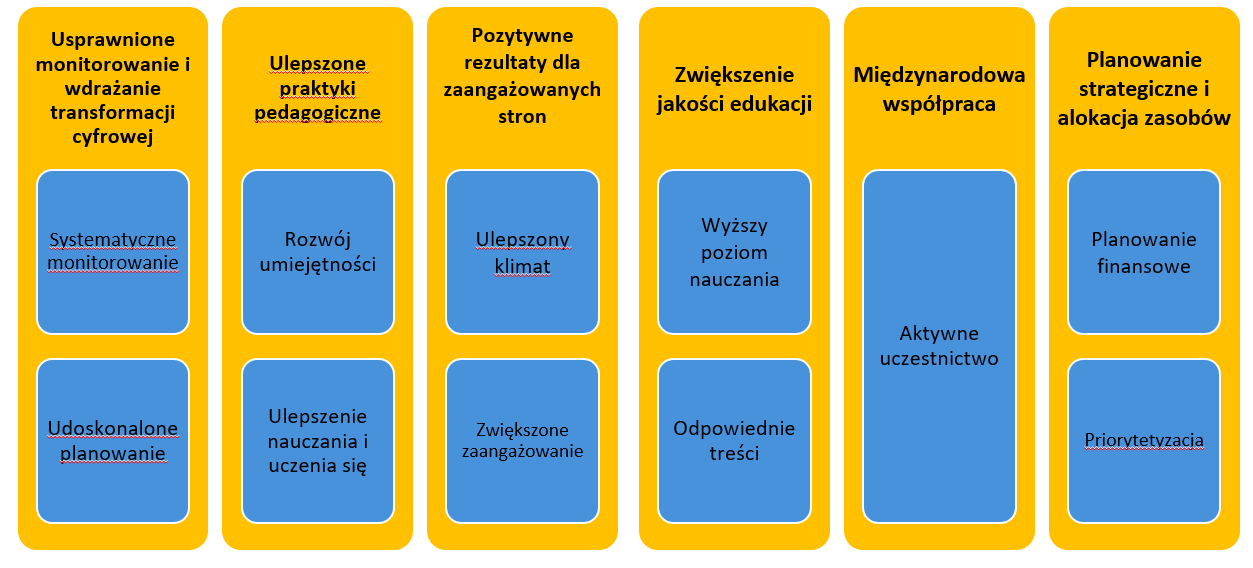 Usprawnione
monitorowanie i
wdrażanie
transformacji
cyfrowej
Systematyczne
monitorowanie
Udoskonalone
planowanie
Ulepszone
praktyki
pedagogiczne
Rozwój
umiejętności
Ulepszenie
nauczania i
uczenia się
Pozytywne
rezultaty dla
zaangażowanych
stron
Ulepszony
klimat
Zwiększone
zaangażowanie
Zwiększenie
jakości edukacji
Wyższy
poziom
nauczania
Odpowiednie
treści
Międzynarodowa
współpraca
Aktywne
uczestnictwo
Planowanie
strategiczne i
alokacja zasobów
Planowanie
finansowe
Priorytetyzacja